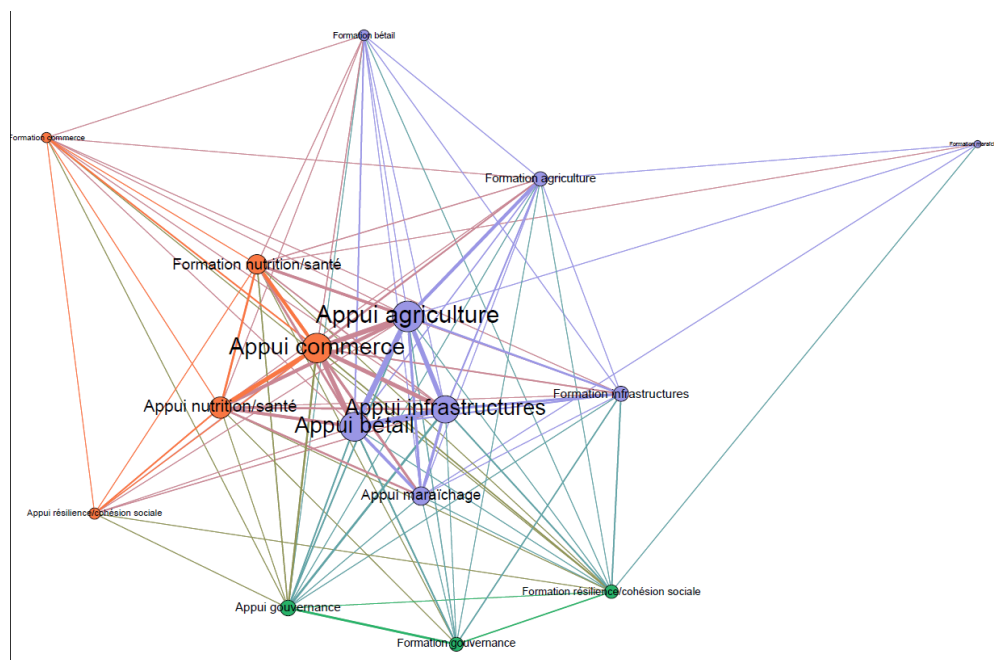 Formation bétail
Formation commerce
Formation agriculture
Formation nutrition/santé
Appui agriculture
Appui commerce
Formation infrastructures
Appui nutrition/santé
Appui infrastructures
Appui bétail
Appui maraîchage
Appui résilience/cohésion sociale
Formation résilience/cohésion sociale
Appui gouvernance
Formation gouvernance